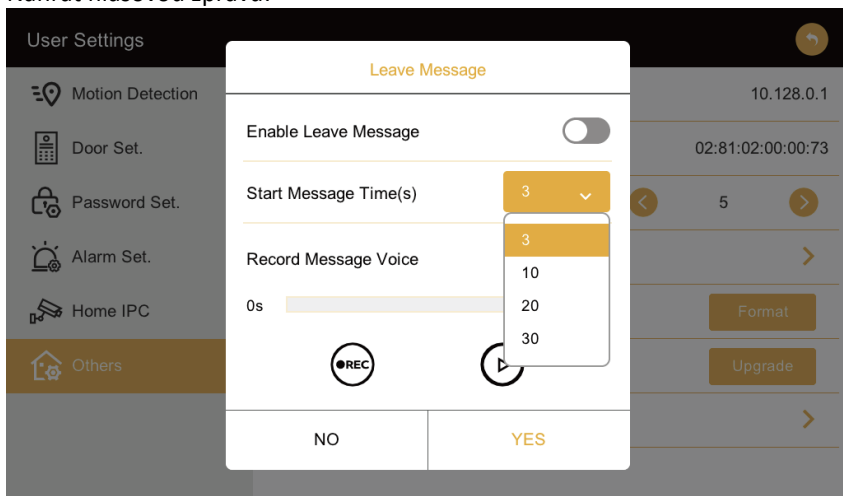 User Settings
Leave Message
Motion Detection
10.128.0.1
Enable Leave Message
Door Set.
02:81:02:00:00:73
Start Message Time(s)
3
Password Set.
5
3
Alarm Set.
Record Message Voice
10
Home IPC
0s
20
Format
30
Others
REC
Upgrade
NO
YES